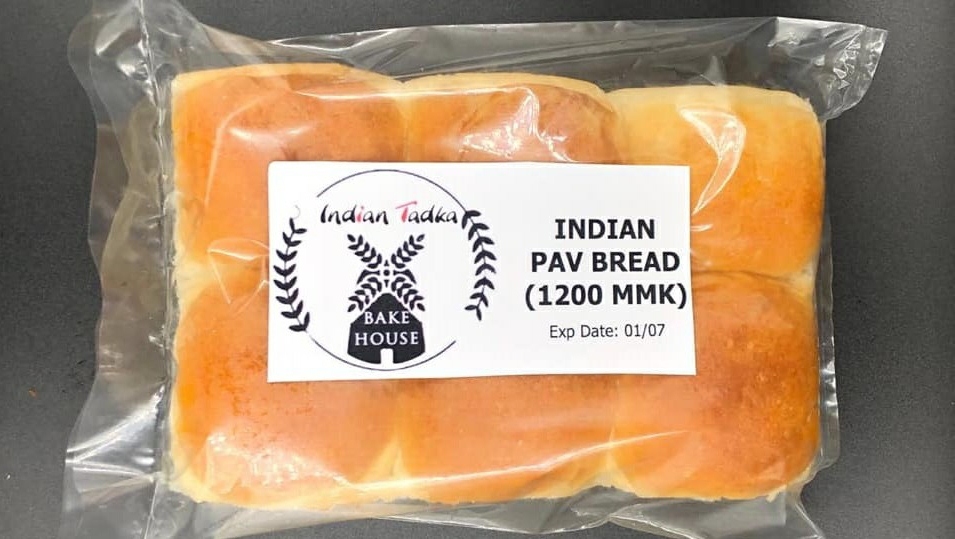 Indian Tadka
BAKE
HOUSE
INDIAN
PAV BREAD
(1200 MMK)
Exp Date: 01/07